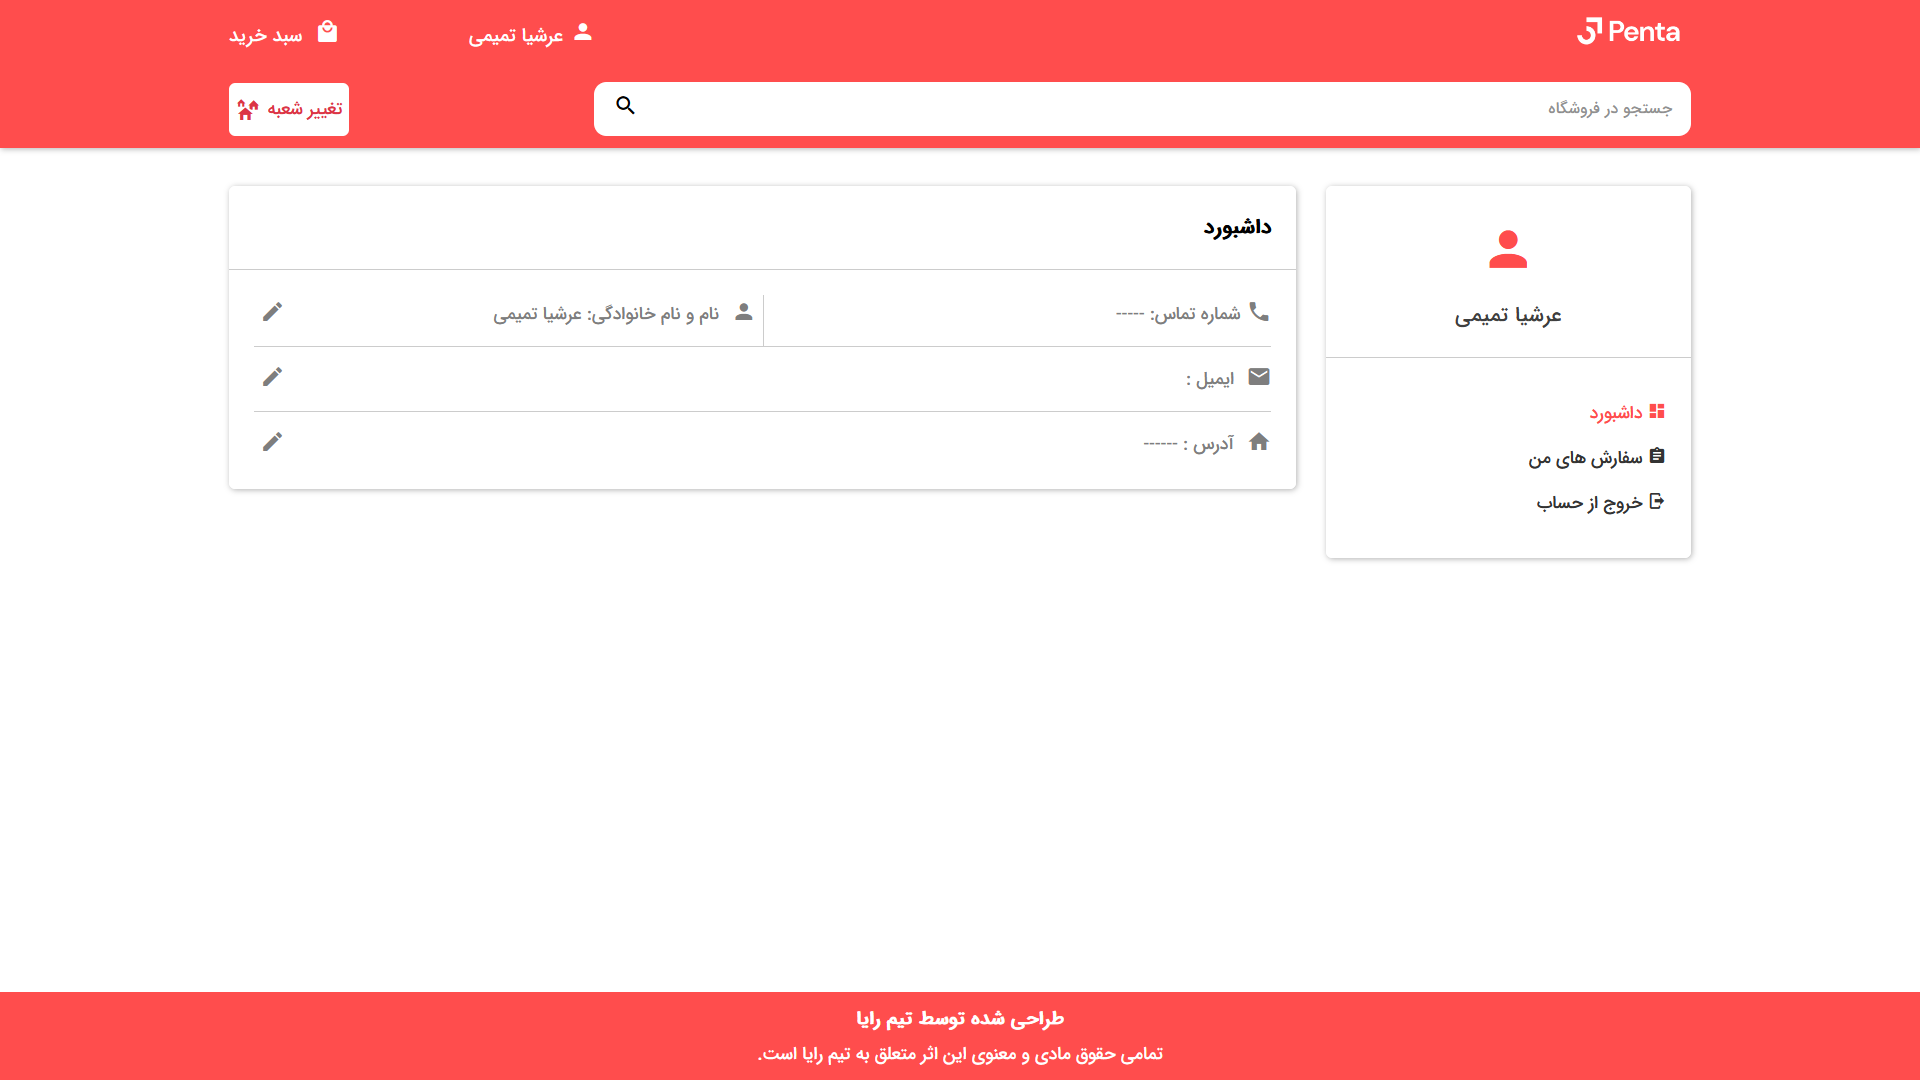 Penta
عرشیا تمیمی
سبد خرید
جستجو در فروشگاه
تغییر شعبه
عرشیا تمیمی
داشبورد
سفارش های من
خروج از حساب
داشبورد
شماره تماس: -----
نام و نام خانوادگی: عرشیا تمیمی
ایمیل :
آدرس : ------
طراحی شده توسط تیم رایا
تمامی حقوق مادی و معنوی این اثر متعلق به تیم رایا است.